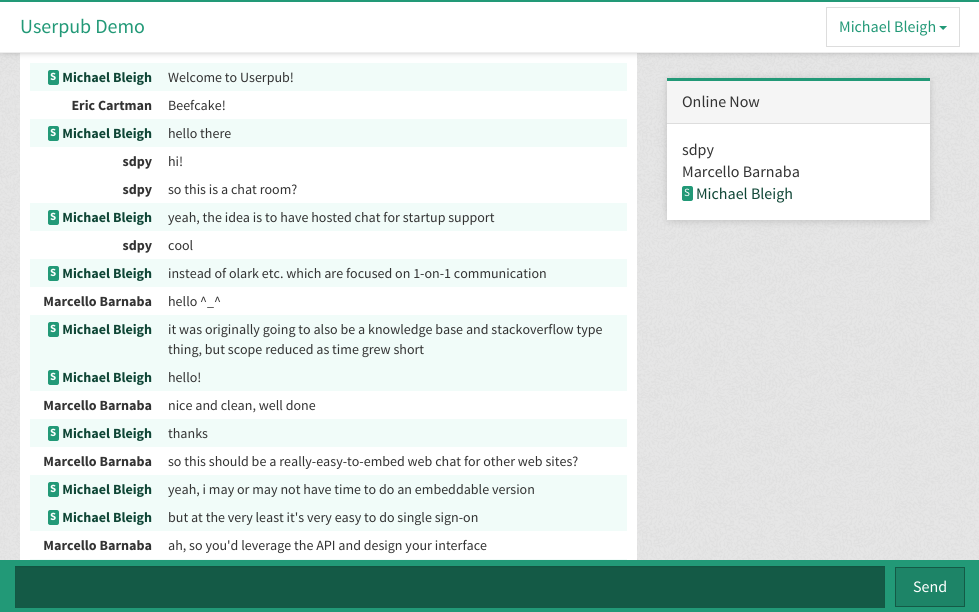 Userpub Demo
Michael Bleigh
S Michael Bleigh Welcome to Userpub!
Eric Cartman Beefcake!
S Michael Bleigh hello there
sdpy hi!
sdpy so this is a chat room?
S Michael Bleigh yeah, the idea is to have hosted chat for startup support
sdpy cool
S Michael Bleigh instead of olark etc. which are focused on 1-on-1 communication
Marcello Barnaba hello ^_^
S Michael Bleigh it was originally going to also be a knowledge base and stackoverflow type
thing, but scope reduced as time grew short
S Michael Bleigh hello!
Marcello Barnaba nice and clean, well done
S Michael Bleigh thanks
Marcello Barnaba so this should be a really-easy-to-embed web chat for other web sites?
S Michael Bleigh yeah, i may or may not have time to do an embeddable version
S Michael Bleigh but at the very least it's very easy to do single sign-on
Marcello Barnaba ah, so you'd leverage the API and design your interface
Online Now
sdpy
Marcello Barnaba
S Michael Bleigh
Send